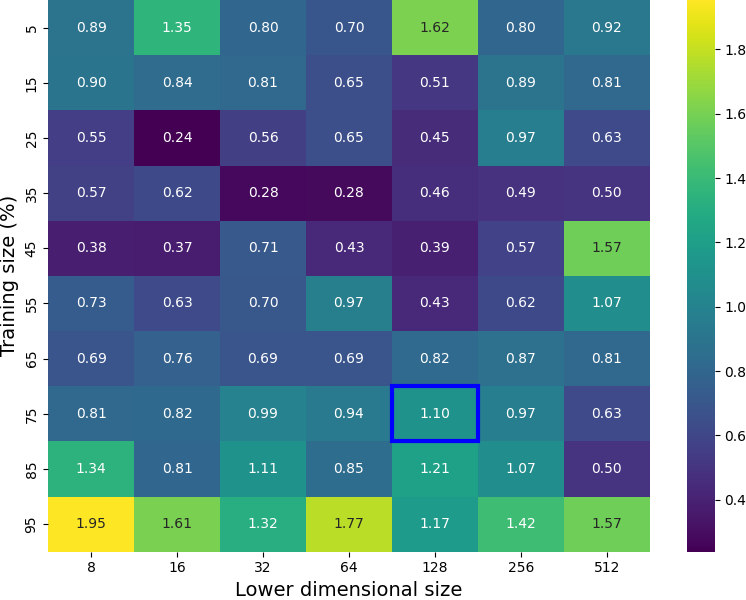 5 0.89 1.35 0.80 0.70 1.62 0.80 0.92
15 0.90 0.84 0.81 0.65 0.51 0.89 0.81
25 0.55 0.24 0.56 0.65 0.45 0.97 0.63
35 0.57 0.62 0.28 0.28 0.46 0.49 0.50
45 0.38 0.37 0.71 0.43 0.39 0.57 1.57
55 0.73 0.63 0.70 0.97 0.43 0.62 1.07
65 0.69 0.76 0.69 0.69 0.82 0.87 0.81
75 0.81 0.82 0.99 0.94 1.10 0.97 0.63
85 1.34 0.81 1.11 0.85 1.21 1.07 0.50
95 1.95 1.61 1.32 1.77 1.17 1.42 1.57
8 16 32 64 128 256 512
Lower dimensional size
Training size (%)
1.8
1.6
1.4
1.2
1.0
0.8
0.6
0.4